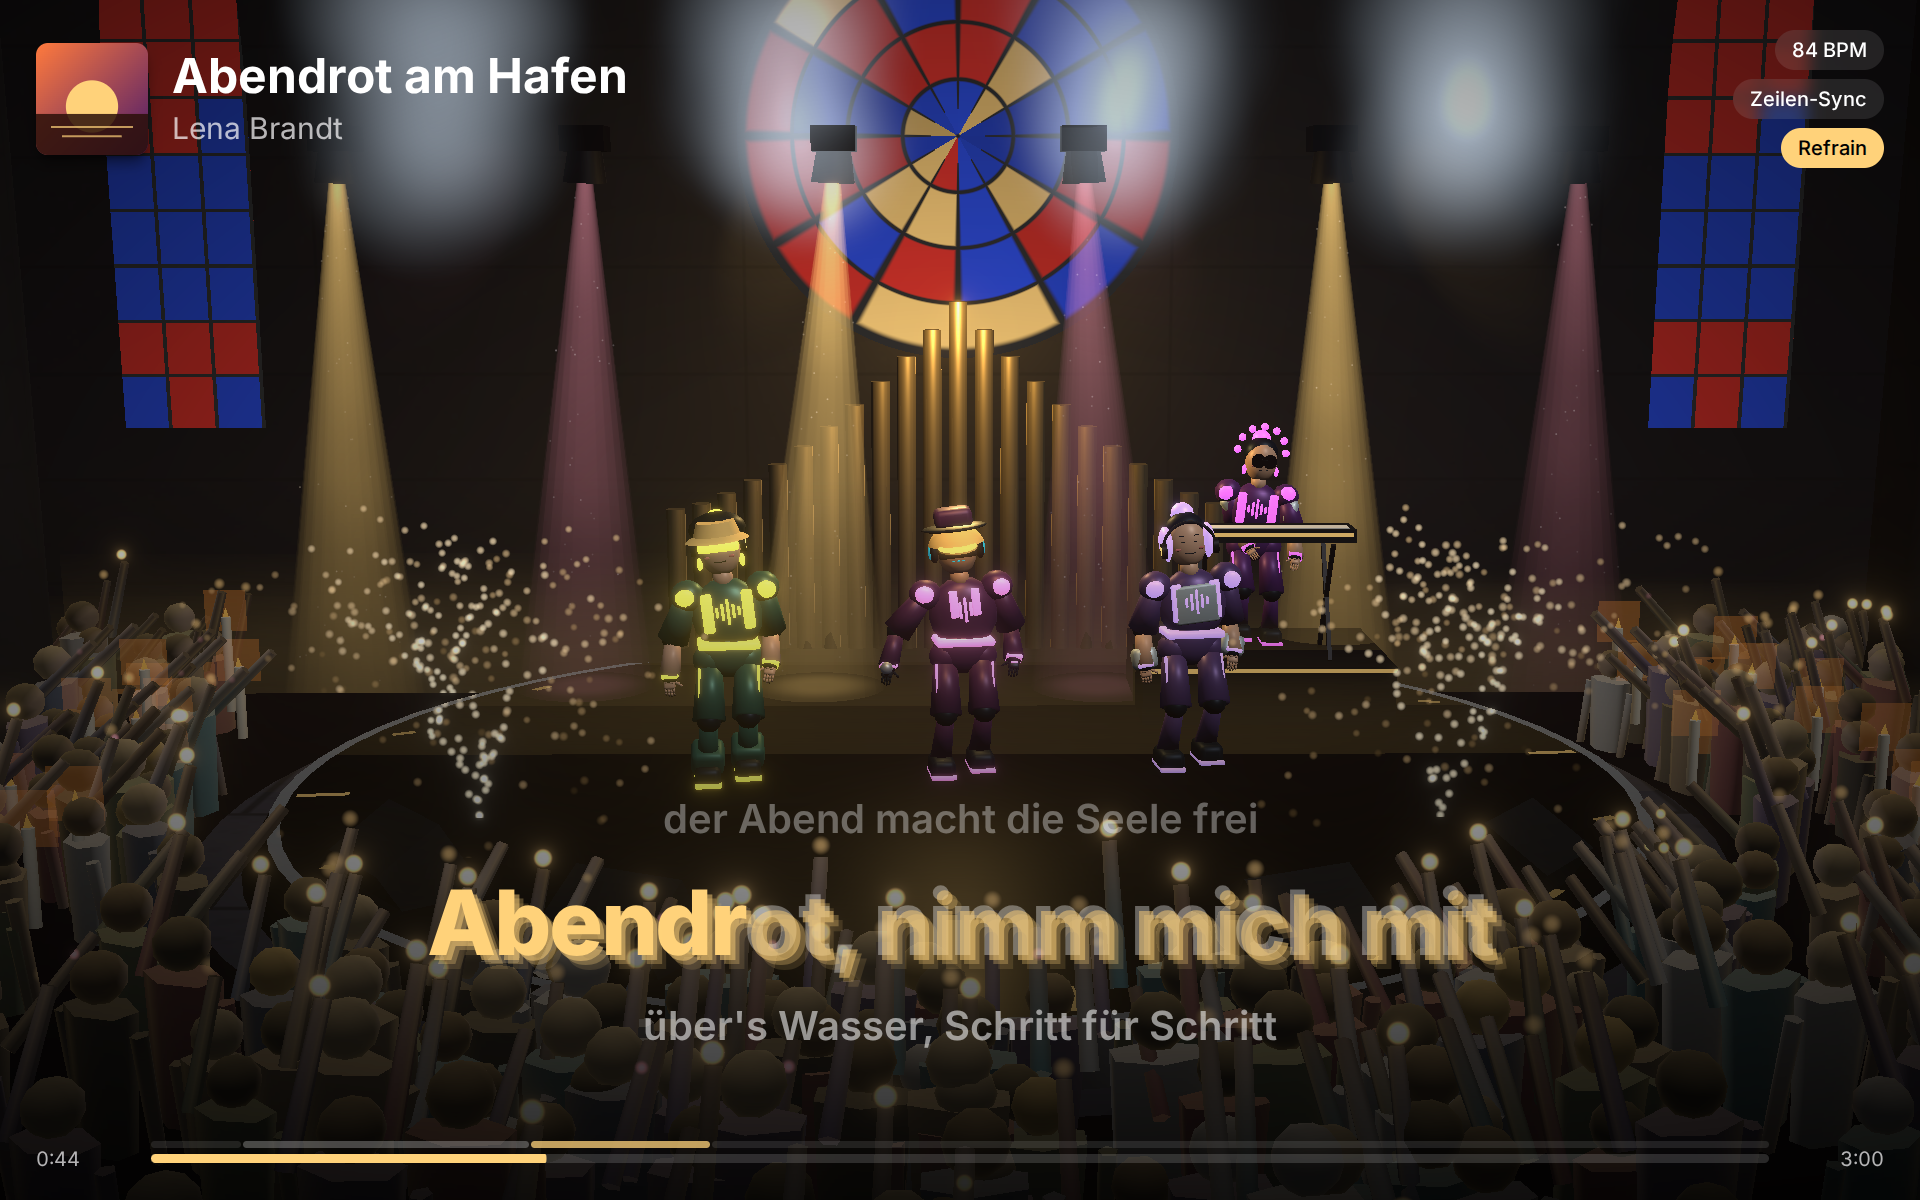 Abendrot am Hafen
Lena Brandt
84 BPM
Zeilen-Sync
Refrain
der Abend macht die Seele frei
Abendrot, nimm mich mit
über's Wasser, Schritt für Schritt
0:44
3:00